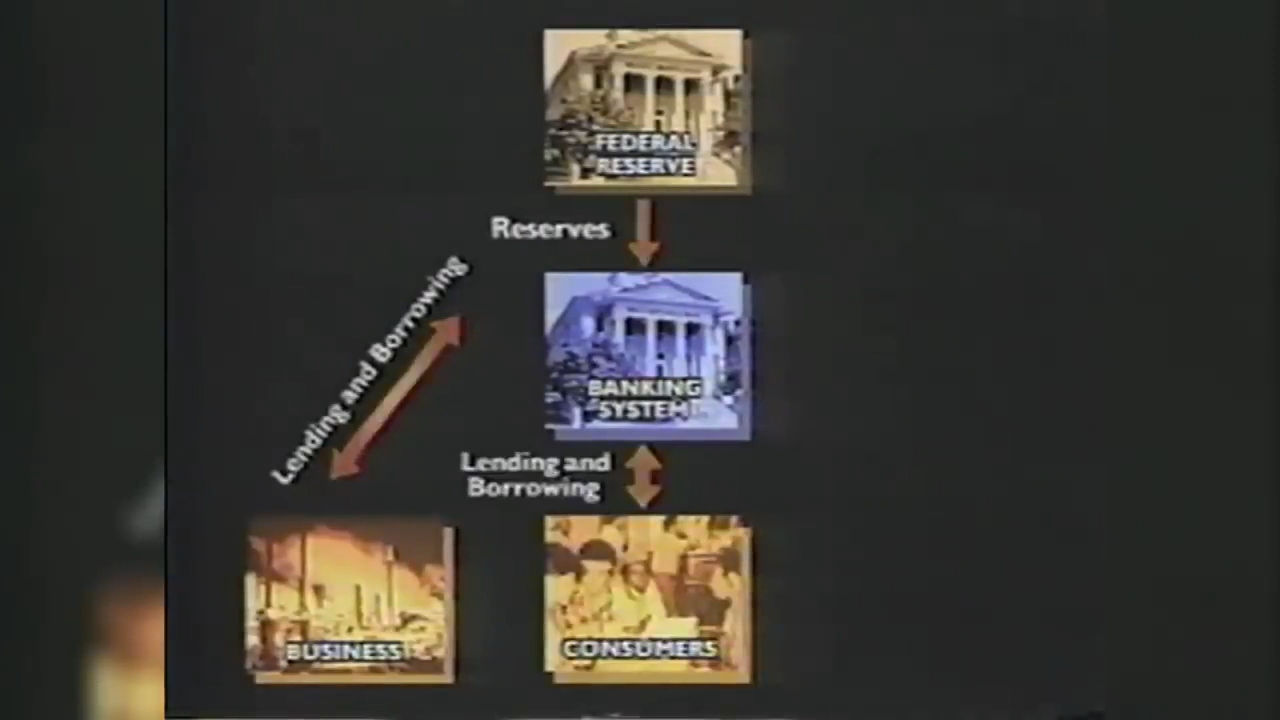 FEDERAL
RESERVE
Reserves
Lending and Borrowing
BANKING
SYSTEM
Lending and
Borrowing
BUSINESS
CONSUMERS